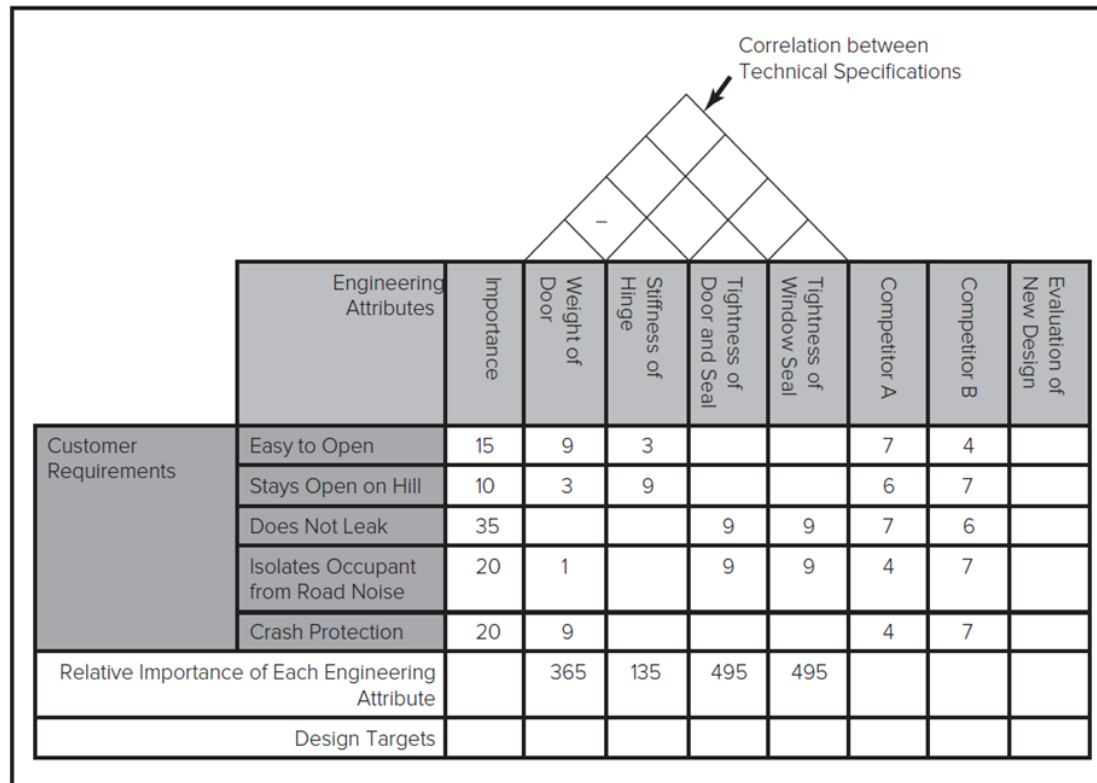 Correlation between
Technical Specifications
–
Engineering
Attributes
Importance
Weight of
Door
Stiffness of
Hinge
Tightness of
Door and Seal
Tightness of
Window Seal
Competitor A
Competitor B
Evaluation of
New Design
Customer
Requirements
Easy to Open 15 9 3 7 4
Stays Open on Hill 10 3 9 6 7
Does Not Leak 35 9 9 7 6
Isolates Occupant
from Road Noise 20 1 9 9 4 7
Crash Protection 20 9 4 7
Relative Importance of Each Engineering
Attribute 365 135 495 495
Design Targets